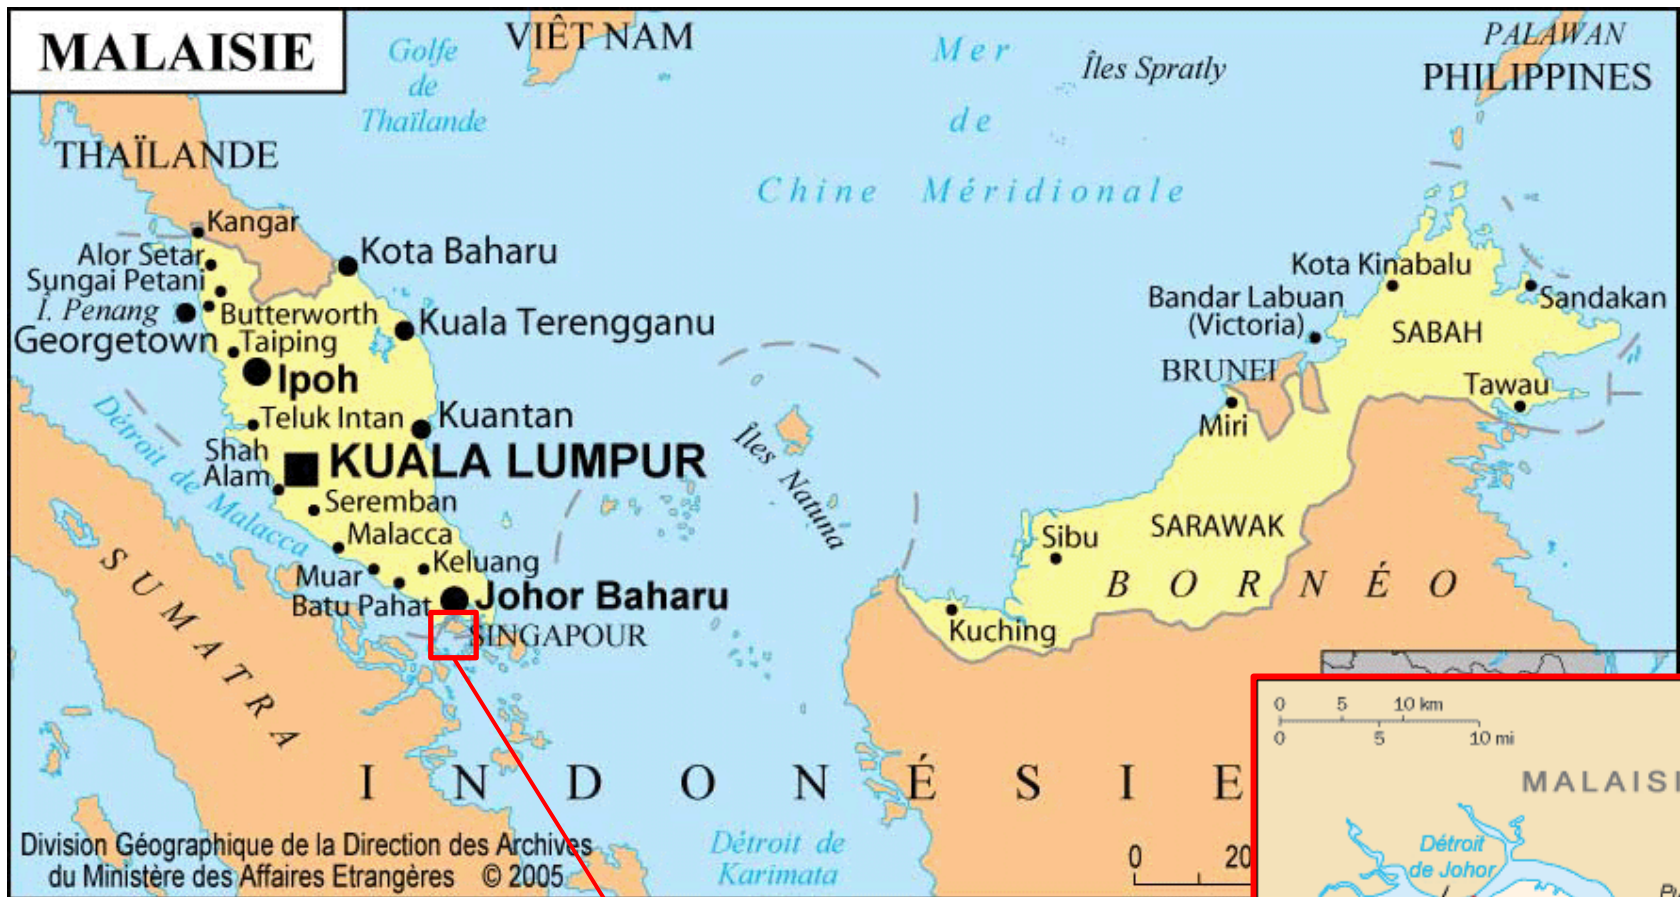 MALAISIE
Golfe
de
Thaïlande
VIÊT NAM
Mer
de
Chine Méridionale
Îles Spratly
PALAWAN
PHILIPPINES
THAÏLANDE
Kangar
Alor Setar
Sungai Petani
Î. Penang
Butterworth
Georgetown
Taiping
Ipoh
Kota Baharu
Kuala Terengganu
Teluk Intan
Kuantan
Shah
Alam
KUALA LUMPUR
Seremban
Malacca
Muar
Keluang
Batu Pahat
Johor Baharu
SINGAPOUR
Détroit de Malacca
SUMATRA
Îles Natuna
Kota Kinabalu
Sandakan
Bandar Labuan
(Victoria)
SABAH
BRUNEI
Tawau
Miri
SARAWAK
Sibu
BORNÉO
Kuching
INDONÉSIE
Détroit de
Karimata
Division Géographique de la Direction des Archives
du Ministère des Affaires Etrangères © 2005
0 20
0 5 10 km
0 5 10 mi
MALAISI
Détroit
de Johor